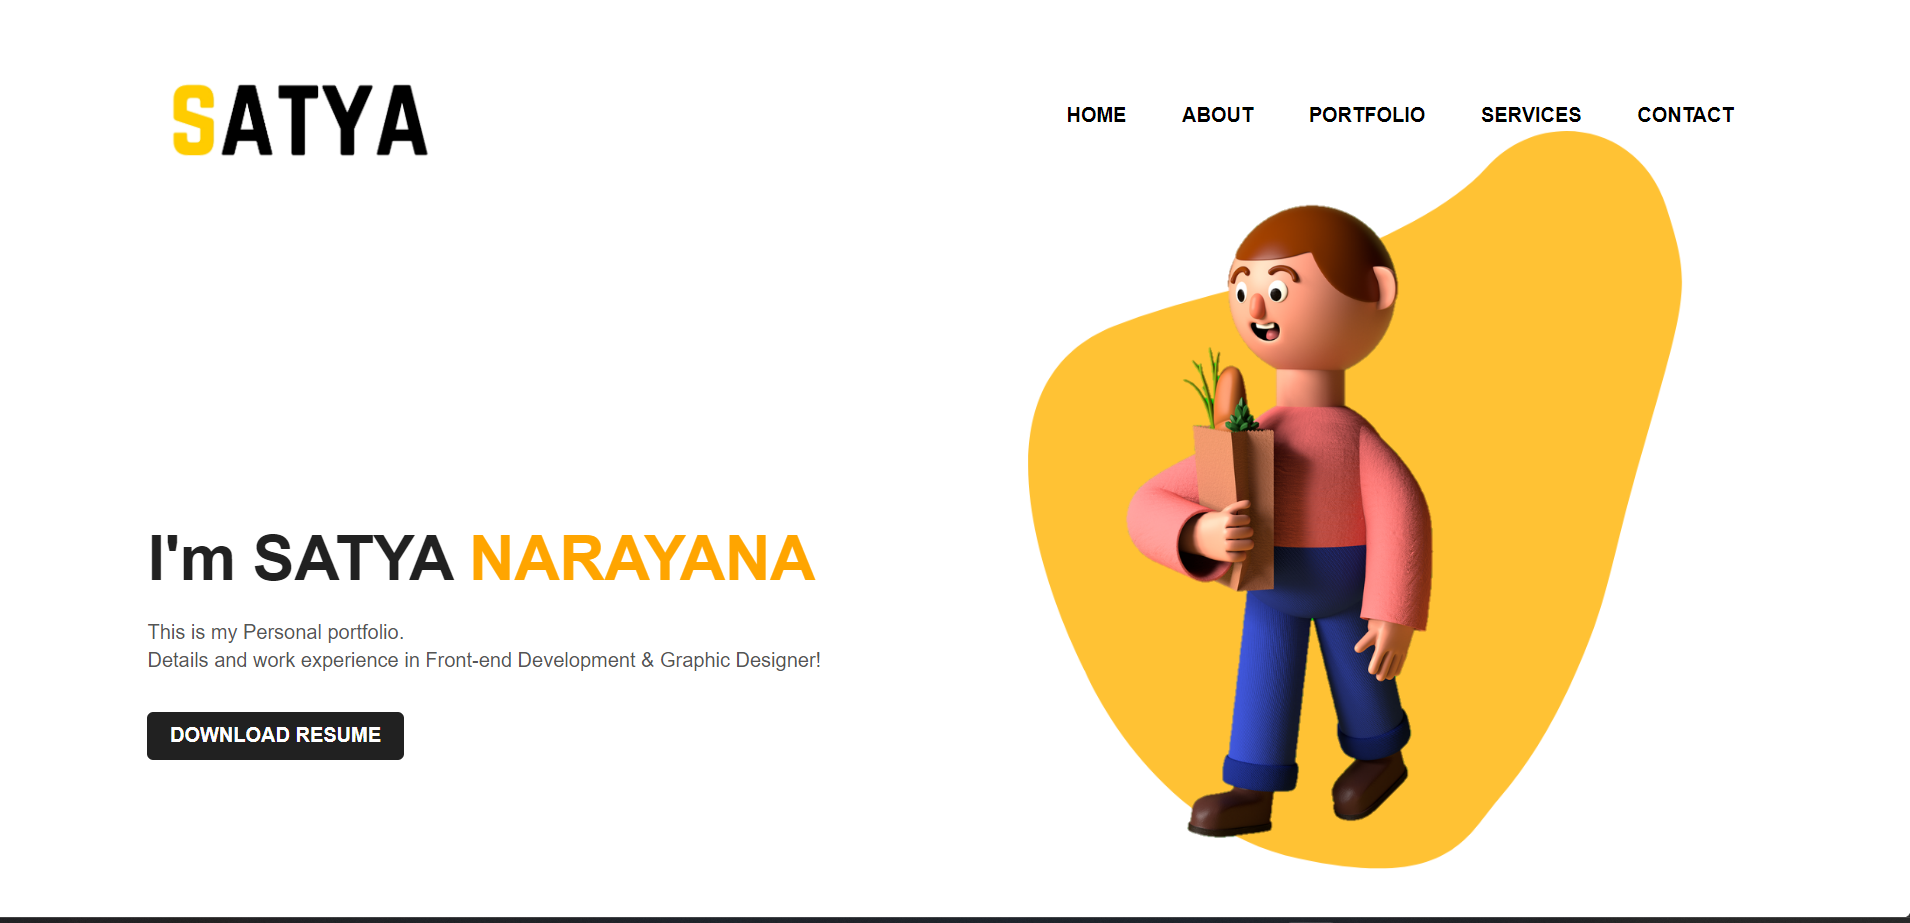 SATYA
HOME ABOUT PORTFOLIO SERVICES CONTACT
I'm SATYA NARAYANA
This is my Personal portfolio.
Details and work experience in Front-end Development & Graphic Designer!
DOWNLOAD RESUME